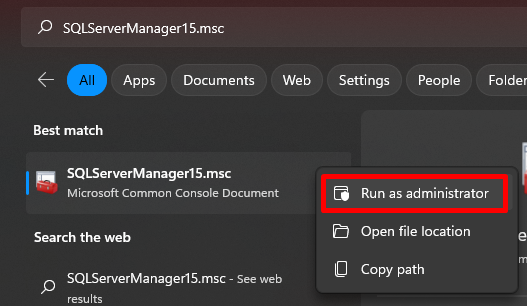 SQLServerManager15.msc
All Apps Documents Web Settings People Folder
Best match
SQLServerManager15.msc
Microsoft Common Console Document
Run as administrator
Open file location
Copy path
Search the web
SQLServerManager15.msc - See web
results